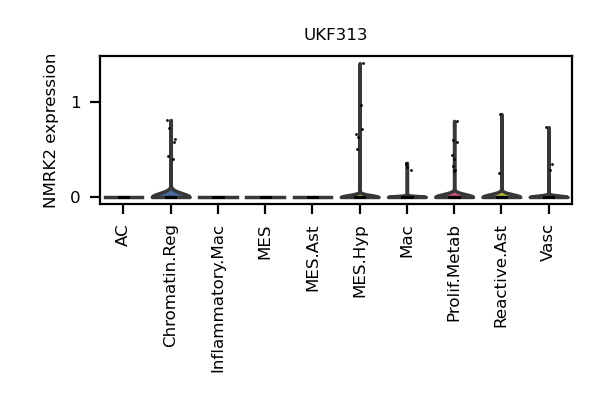 UKF313
NMRK2 expression
1
0
AC
Chromatin.Reg
Inflammatory.Mac
MES
MES.Ast
MES.Hyp
Mac
Prolif.Metab
Reactive.Ast
Vasc